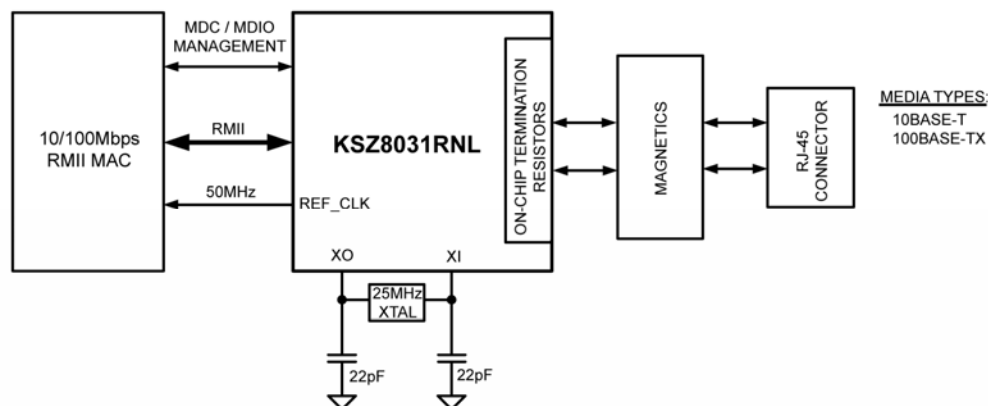 MDC / MDIO
MANAGEMENT
10/100Mbps
RMII MAC
RMII
50MHz
KSZ8031RNL
REF_CLK
XO
XI
ON-CHIP TERMINATION
RESISTORS
MAGNETICS
RJ-45
CONNECTOR
MEDIA TYPES:
10BASE-T
100BASE-TX
25MHz
XTAL
22pF
22pF